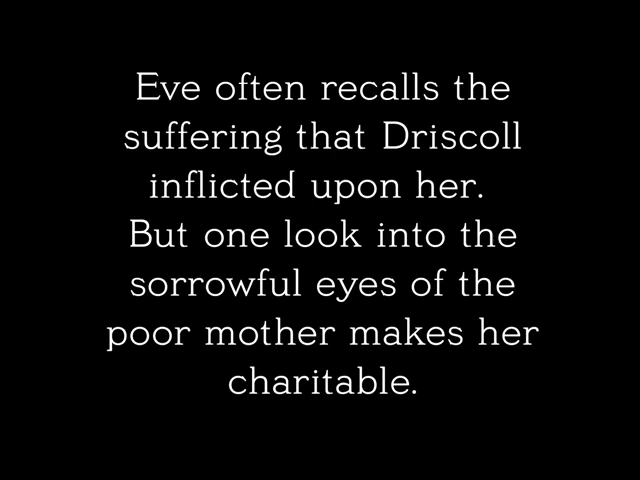 Eve often recalls the
suffering that Driscoll
inflicted upon her.
But one look into the
sorrowful eyes of the
poor mother makes her
charitable.